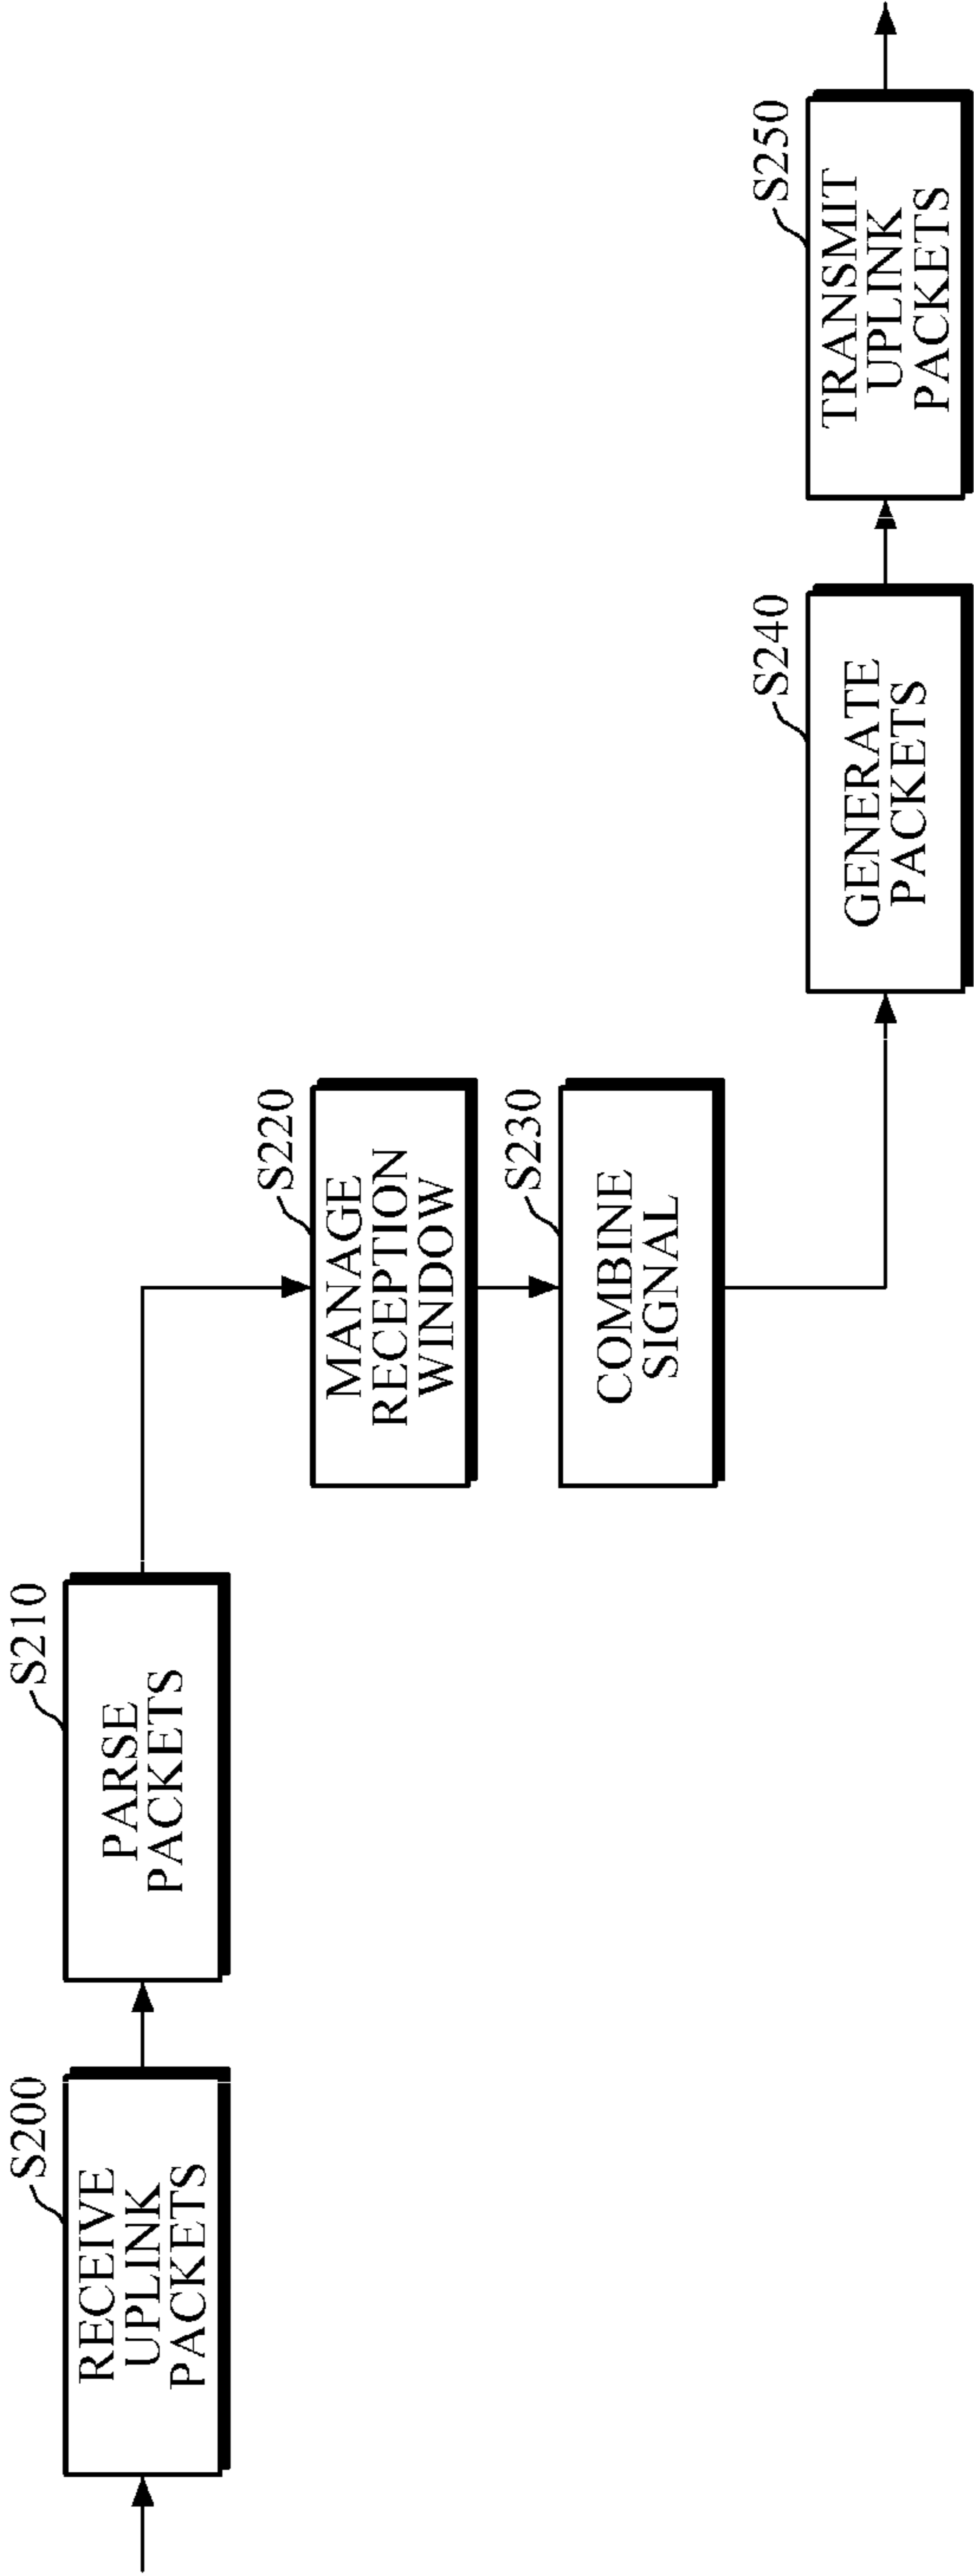 S200
RECEIVE
UPLINK
PACKETS
S210
PARSE
PACKETS
S220
MANAGE
RECEPTION
WINDOW
S230
COMBINE
SIGNAL
S240
GENERATE
PACKETS
S250
TRANSMIT
UPLINK
PACKETS